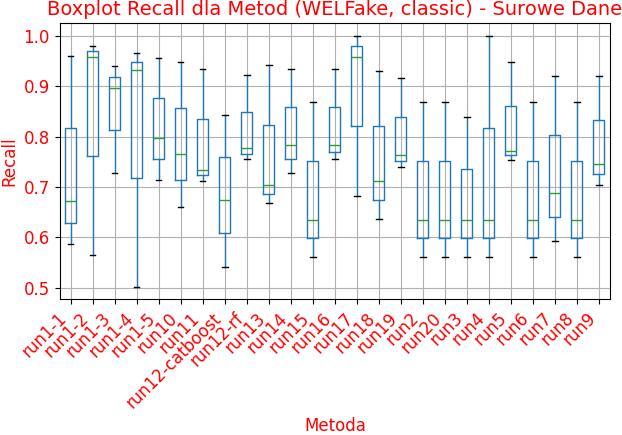 Boxplot Recall dla Metod (WELFake, classic) - Surowe Dane
1.0
0.9
0.8
0.7
0.6
0.5
Recall
run1-1
run1-2
run1-3
run1-4
run1-5
run10
run11
run12-catboost
run12-rf
run13
run14
run15
run16
run17
run18
run19
run2
run20
run3
run4
run5
run6
run7
run8
run9
Metoda